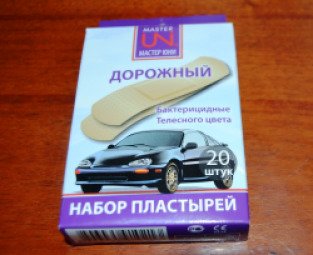 MASTER
UNI
МАСТЕР ЮНИ
ДОРОЖНЫЙ
Бактерицидные
Телесного цвета
20
штук
НАБОР ПЛАСТЫРЕЙ